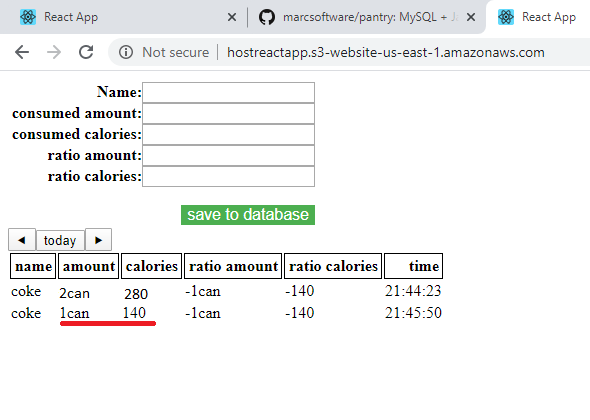 React App
marcsoftware/pantry: MySQL + J
React App
Not secure | hostreactapp.s3-website-us-east-1.amazonaws.com
Name:
consumed amount:
consumed calories:
ratio amount:
ratio calories:
save to database
◄ today ►
name amount calories ratio amount ratio calories time
coke 2can 280 -1can -140 21:44:23
coke 1can 140 -1can -140 21:45:50